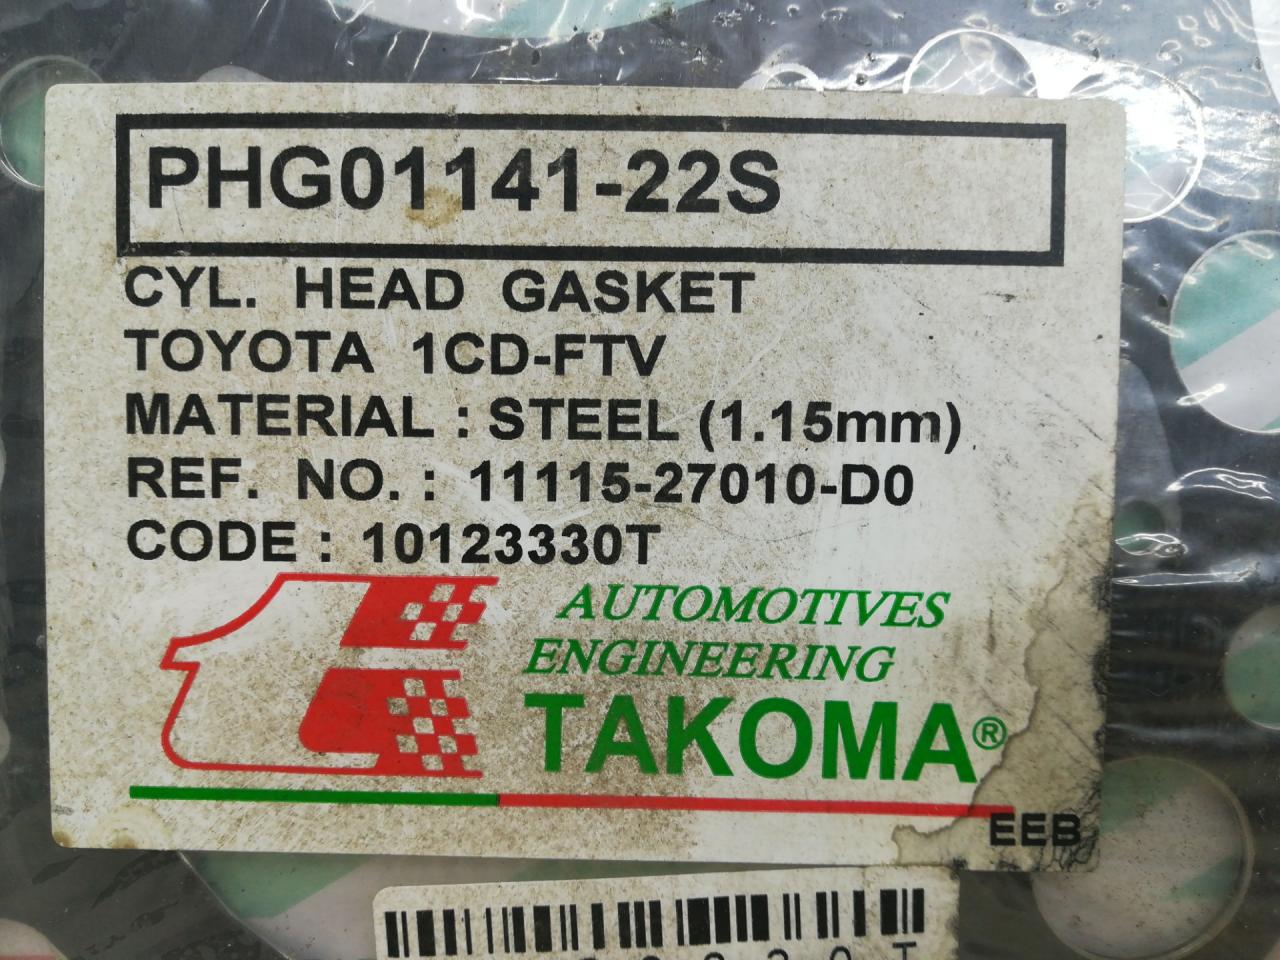 PHG01141-22S
CYL. HEAD GASKET
TOYOTA 1CD-FTV
MATERIAL : STEEL (1.15mm)
REF. NO. : 11115-27010-D0
CODE : 10123330T
AUTOMOTIVES
ENGINEERING
TAKOMA®
EEB